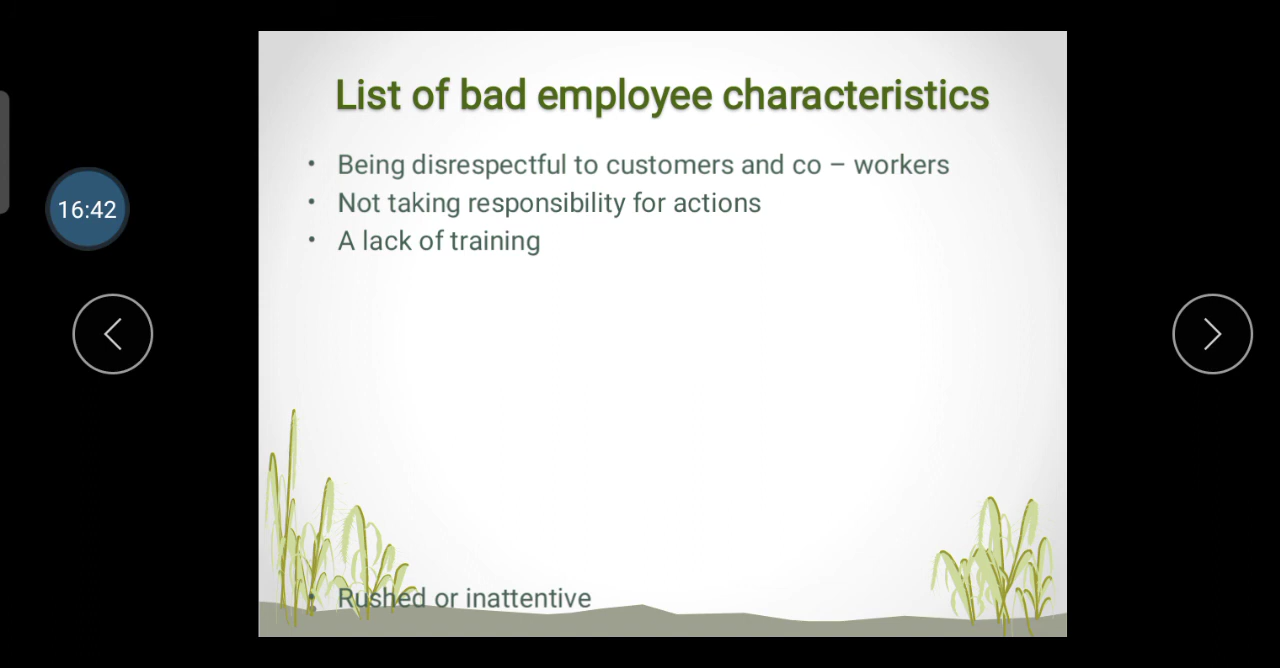 List of bad employee characteristics
• Being disrespectful to customers and co – workers
• Not taking responsibility for actions
• A lack of training
• Rushed or inattentive
16:42